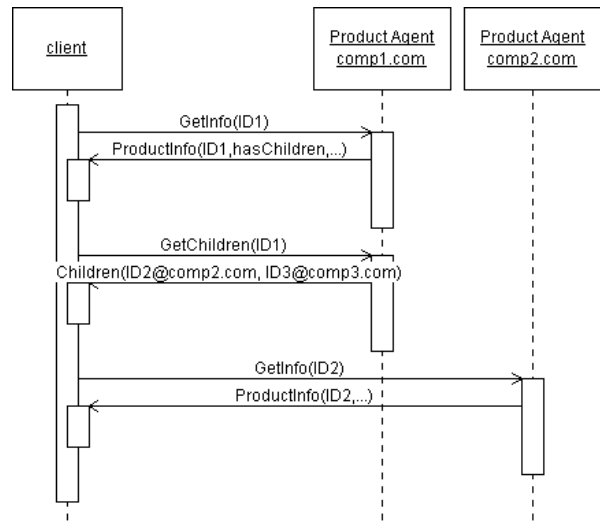 client
Product Agent
comp1.com
Product Agent
comp2.com
GetInfo(ID1)
ProductInfo(ID1,hasChildren,...)
GetChildren(ID1)
Children(ID2@comp2.com, ID3@comp3.com)
GetInfo(ID2)
ProductInfo(ID2,...)